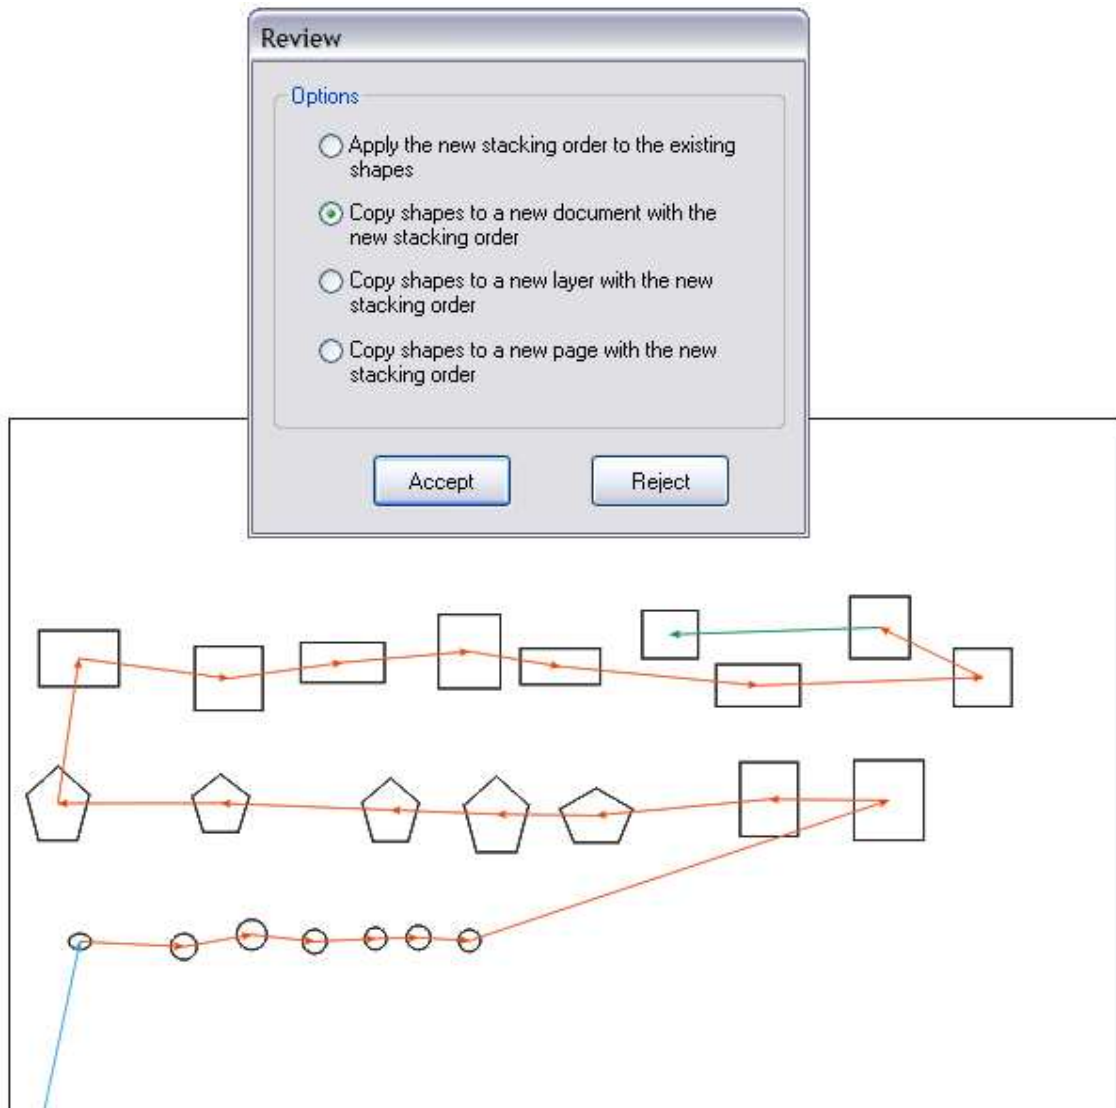 Review
Options
Apply the new stacking order to the existing
shapes
Copy shapes to a new document with the
new stacking order
Copy shapes to a new layer with the new
stacking order
Copy shapes to a new page with the new
stacking order
Accept
Reject